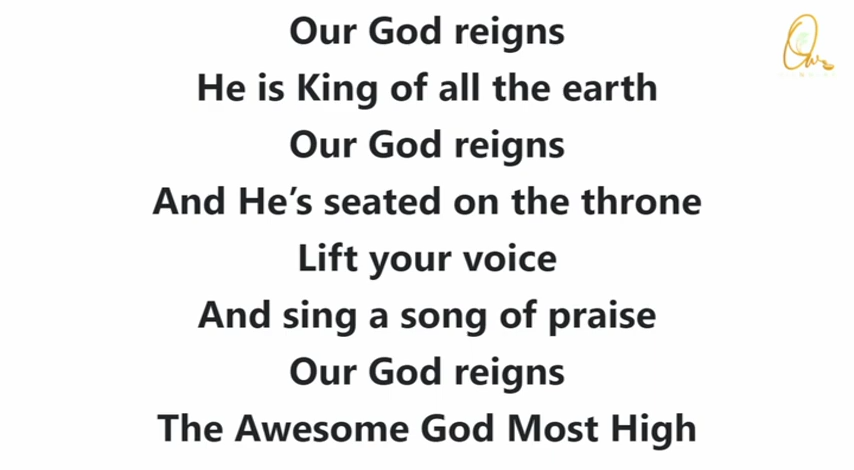 Our God reigns
He is King of all the earth
Our God reigns
And He’s seated on the throne
Lift your voice
And sing a song of praise
Our God reigns
The Awesome God Most High